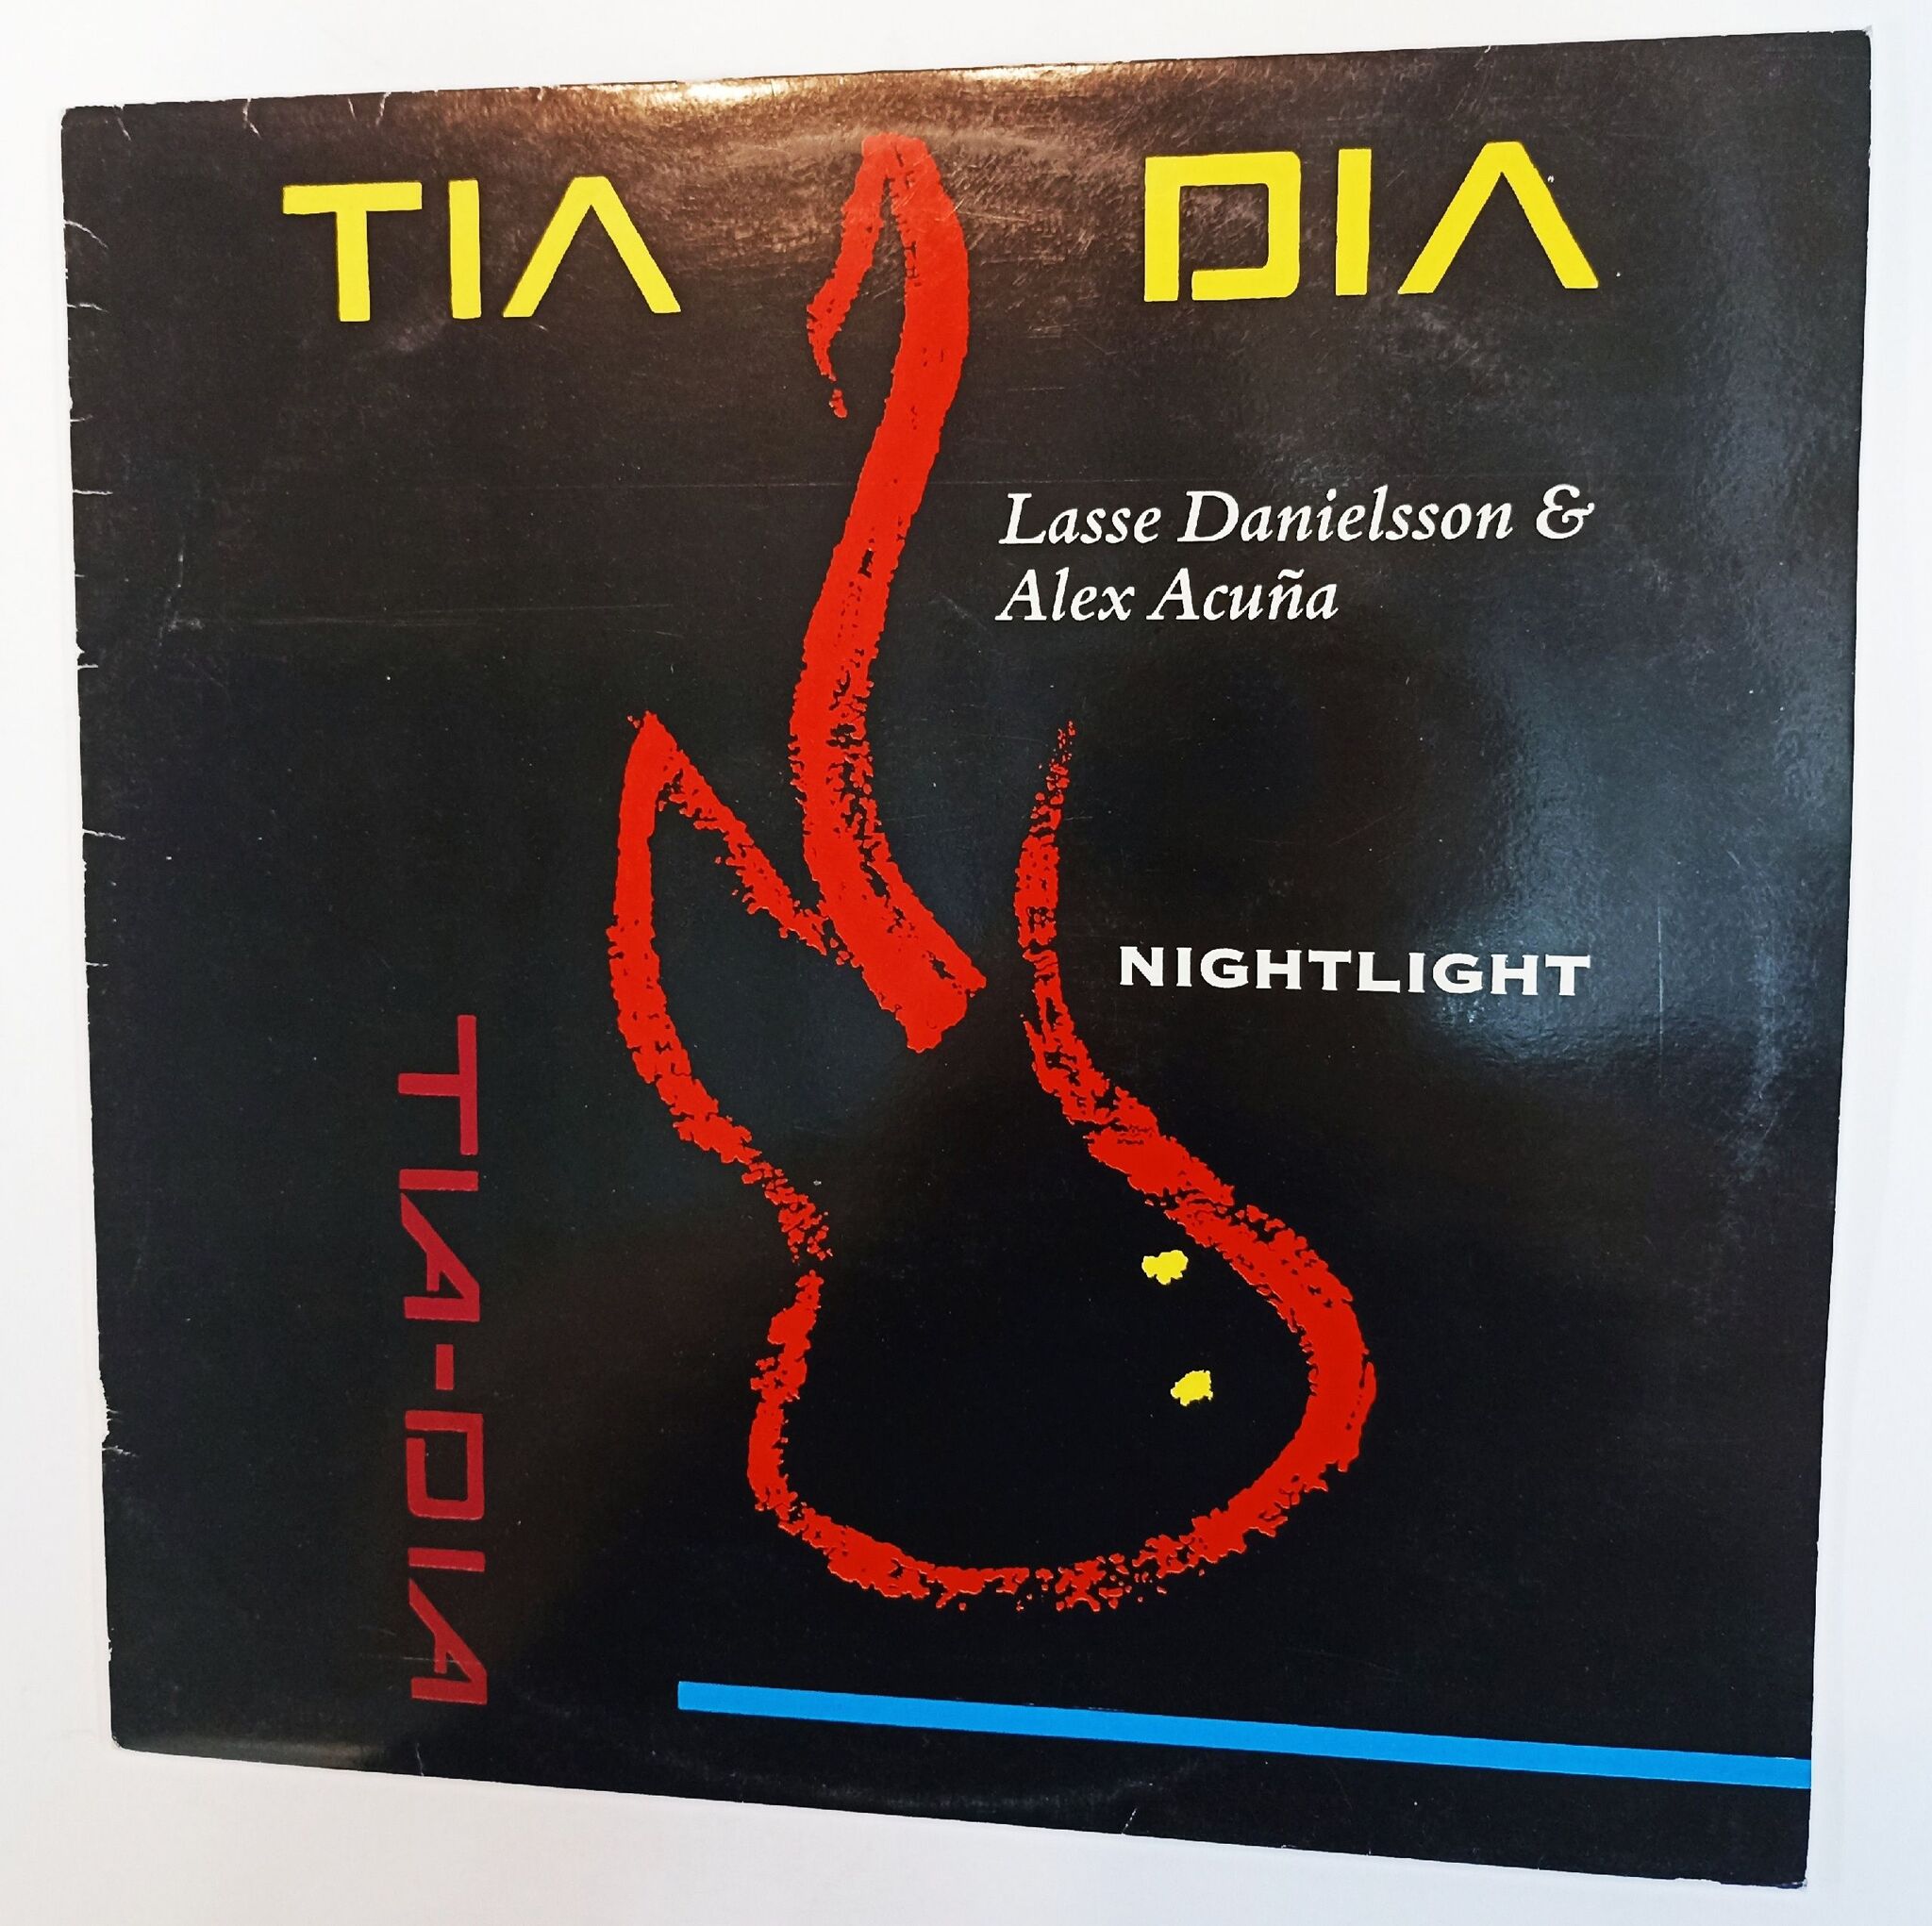 TIA DIA
Lasse Danielsson &
Alex Acuña
NIGHTLIGHT
TIA-DIA